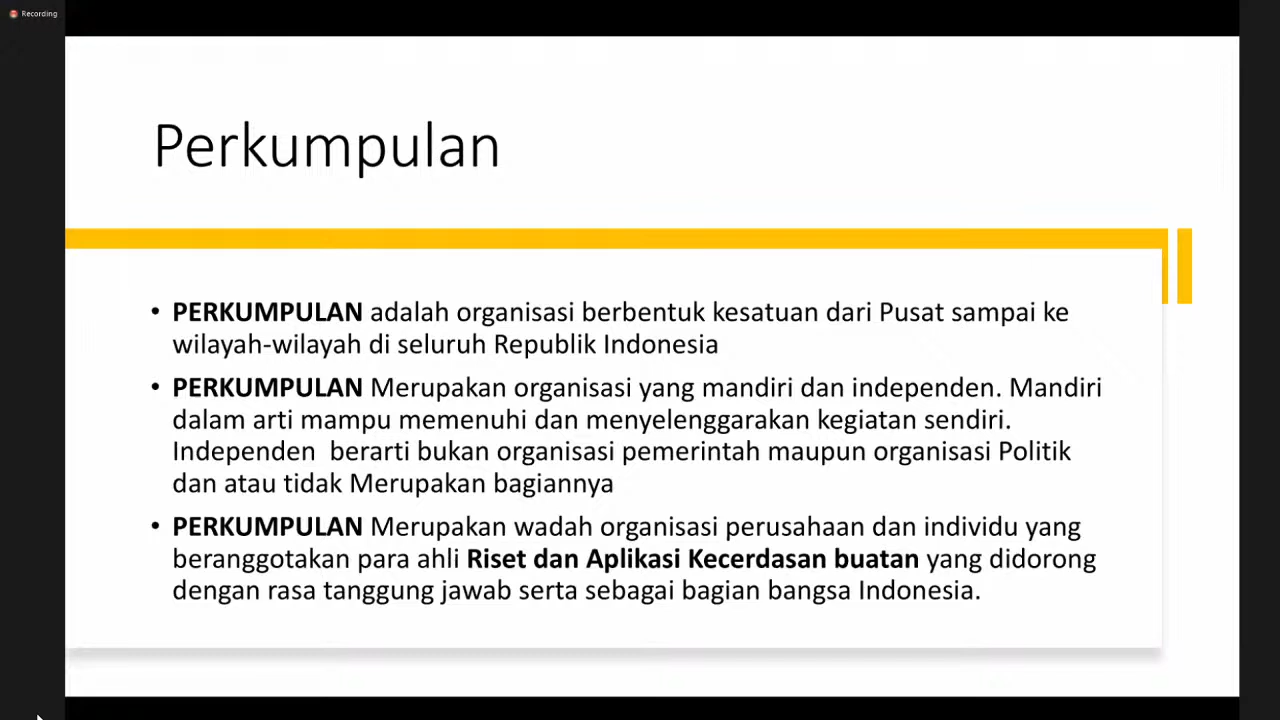 Recording
Perkumpulan
• PERKUMPULAN adalah organisasi berbentuk kesatuan dari Pusat sampai ke
wilayah-wilayah di seluruh Republik Indonesia
• PERKUMPULAN Merupakan organisasi yang mandiri dan independen. Mandiri
dalam arti mampu memenuhi dan menyelenggarakan kegiatan sendiri.
Independen  berarti bukan organisasi pemerintah maupun organisasi Politik
dan atau tidak Merupakan bagiannya
• PERKUMPULAN Merupakan wadah organisasi perusahaan dan individu yang
beranggotakan para ahli Riset dan Aplikasi Kecerdasan buatan yang didorong
dengan rasa tanggung jawab serta sebagai bagian bangsa Indonesia.